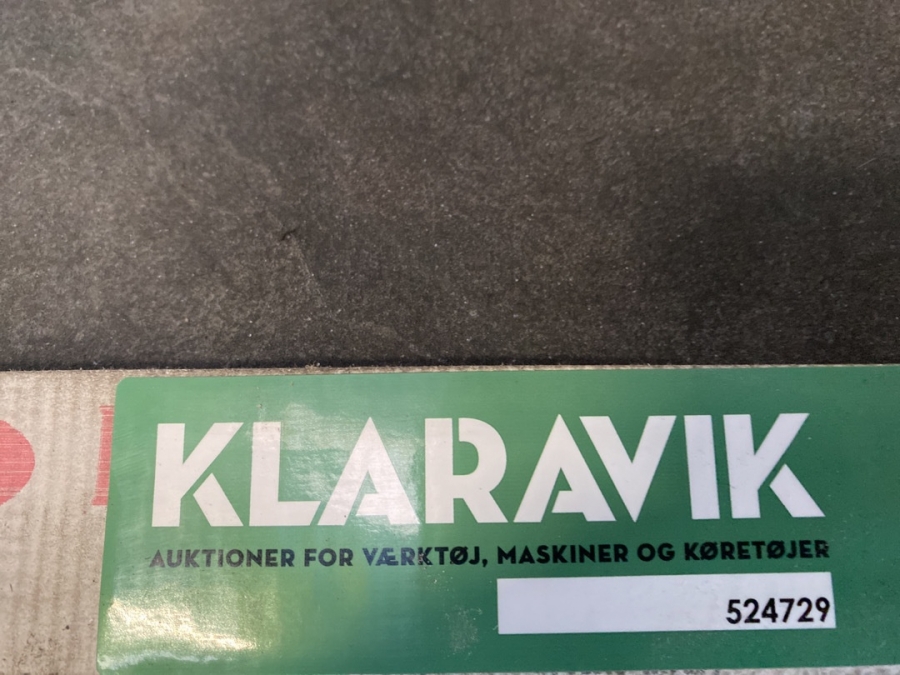 KLARAVIK
AUKTIONER FOR VÆRKTØJ, MASKINER OG KØRETØJER
524729